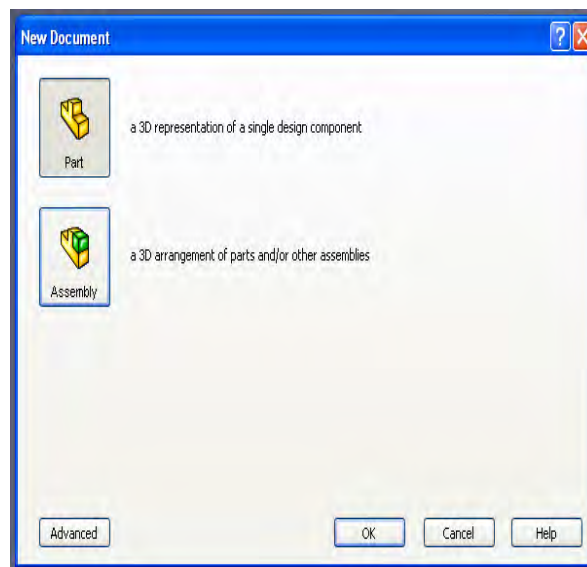 New Document
a 3D representation of a single design component
Part
a 3D arrangement of parts and/or other assemblies
Assembly
Advanced
OK
Cancel
Help